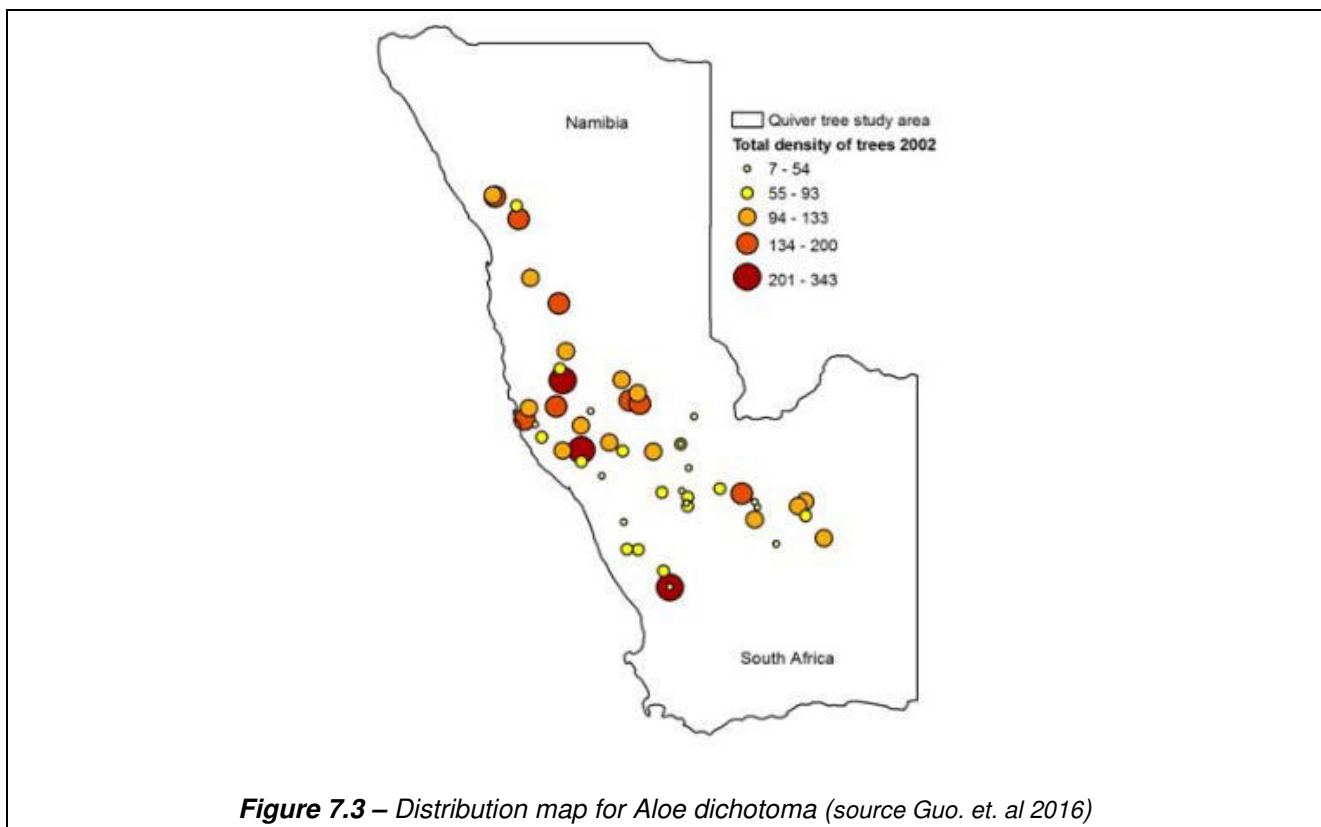 Namibia
Quiver tree study area
Total density of trees 2002
7 - 54
55 - 93
94 - 133
134 - 200
201 - 343
South Africa
Figure 7.3 – Distribution map for Aloe dichotoma (source Guo. et. al 2016)